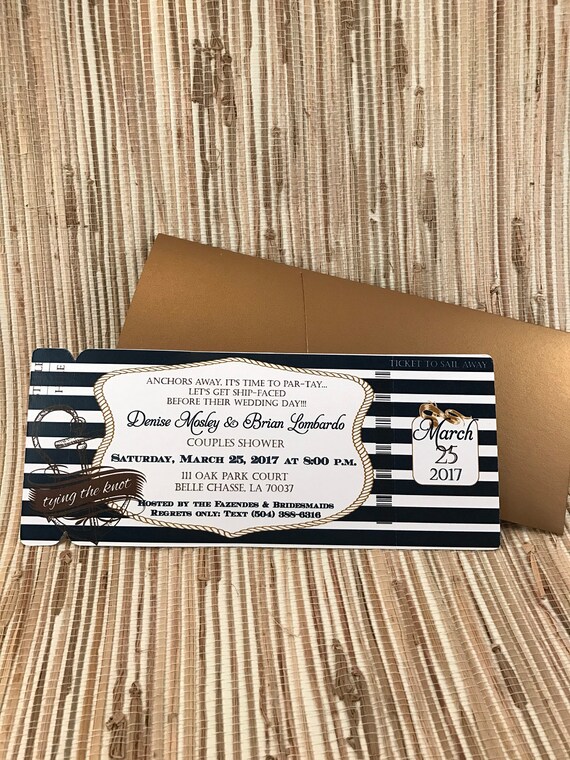 TICKET TO SAIL AWAY
ANCHORS AWAY, IT'S TIME TO PAR-TAY...
LET'S GET SHIP-FACED
BEFORE THEIR WEDDING DAY!!!
Denise Mosley & Brian Lombardo
COUPLES SHOWER
SATURDAY, MARCH 25, 2017 AT 8:00 P.M.
111 OAK PARK COURT
BELLE CHASSE, LA 70037
HOSTED BY THE FAZENDES & BRIDESMAIDS
REGRETS ONLY: TEXT (504) 388-6316
tying the knot
March
25
2017